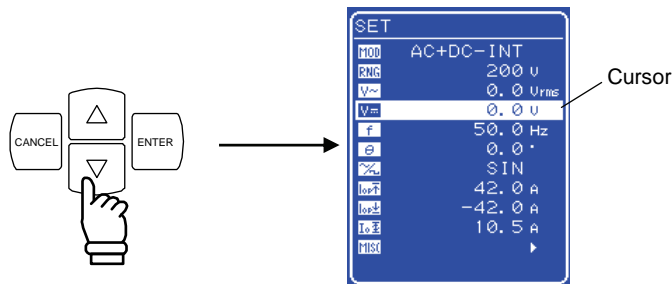 SET
MOD AC+DC-INT
RNG 200 V
V~ 0.0 Vrms
V⎓ 0.0 V
f 50.0 Hz
θ 0.0 °
SIN
42.0 A
-42.0 A
10.5 A
MISC ▶
Cursor
CANCEL △ ENTER
▽